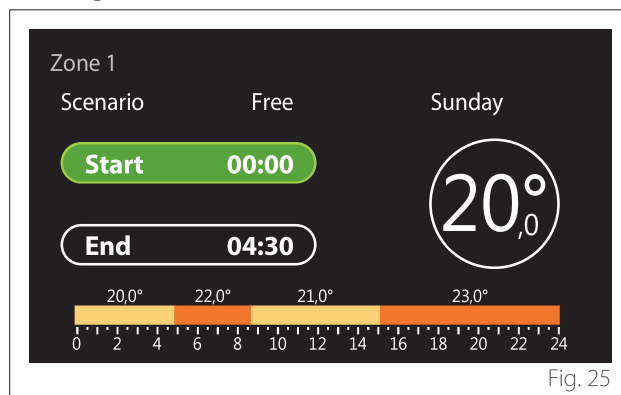 Zone 1
Scenario Free Sunday
Start 00:00
20°,0
End 04:30
20,0° 22,0° 21,0° 23,0°
0 2 4 6 8 10 12 14 16 18 20 22 24
Fig. 25